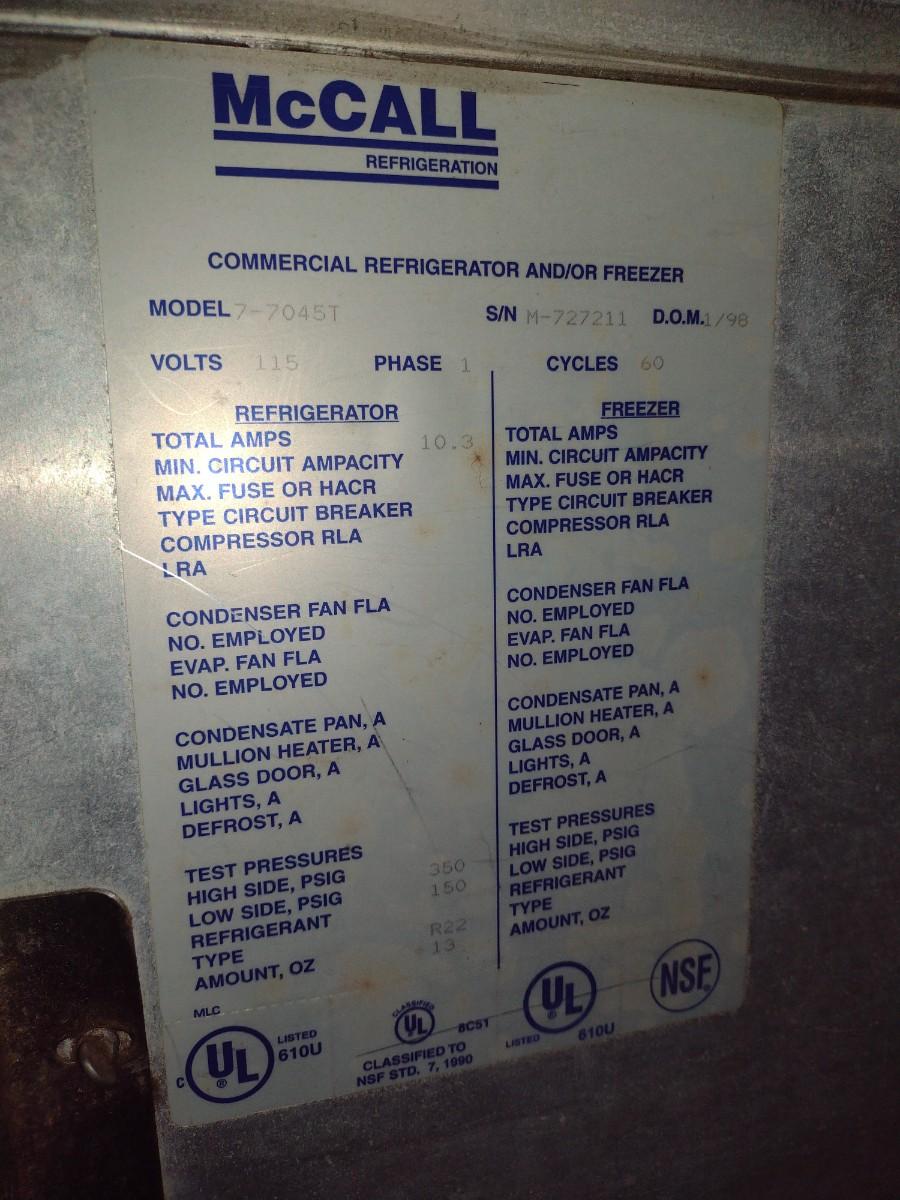 McCALL
REFRIGERATION
COMMERCIAL REFRIGERATOR AND/OR FREEZER
MODEL 7-7045T S/N M-727211 D.O.M. 1/98
VOLTS 115 PHASE 1 CYCLES 60
REFRIGERATOR
TOTAL AMPS 10.3
MIN. CIRCUIT AMPACITY
MAX. FUSE OR HACR
TYPE CIRCUIT BREAKER
COMPRESSOR RLA
LRA
CONDENSER FAN FLA
NO. EMPLOYED
EVAP. FAN FLA
NO. EMPLOYED
CONDENSATE PAN, A
MULLION HEATER, A
GLASS DOOR, A
LIGHTS, A
DEFROST, A
TEST PRESSURES
HIGH SIDE, PSIG 350
LOW SIDE, PSIG 150
REFRIGERANT
TYPE R22
AMOUNT, OZ 13
FREEZER
TOTAL AMPS
MIN. CIRCUIT AMPACITY
MAX. FUSE OR HACR
TYPE CIRCUIT BREAKER
COMPRESSOR RLA
LRA
CONDENSER FAN FLA
NO. EMPLOYED
EVAP. FAN FLA
NO. EMPLOYED
CONDENSATE PAN, A
MULLION HEATER, A
GLASS DOOR, A
LIGHTS, A
DEFROST, A
TEST PRESSURES
HIGH SIDE, PSIG
LOW SIDE, PSIG
REFRIGERANT
TYPE
AMOUNT, OZ
MLC
C UL ® LISTED
610U
CLASSIFIED
UL ® 8C51
CLASSIFIED TO
NSF STD. 7, 1990
UL ®
LISTED 610U
NSF®